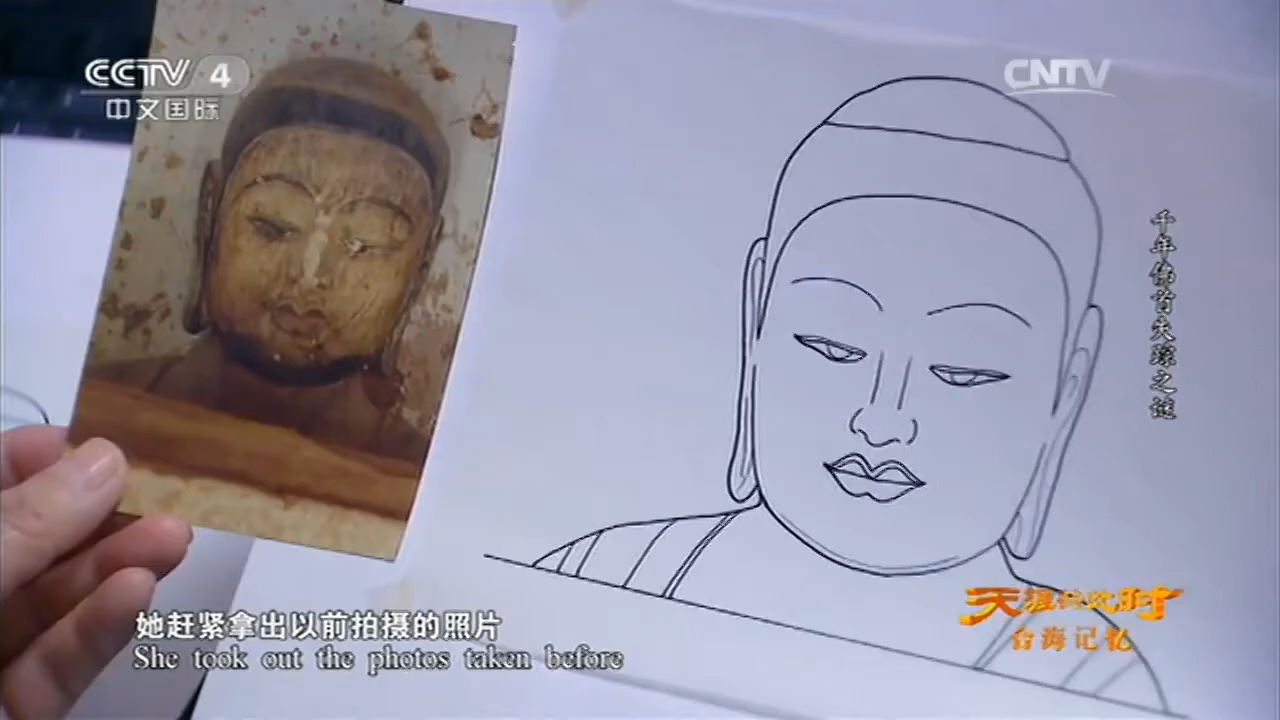 CCTV 4
中文国际
CNTV
千年佛首失踪之谜
天涯共此时
台海记忆
她赶紧拿出以前拍摄的照片
She took out the photos taken before